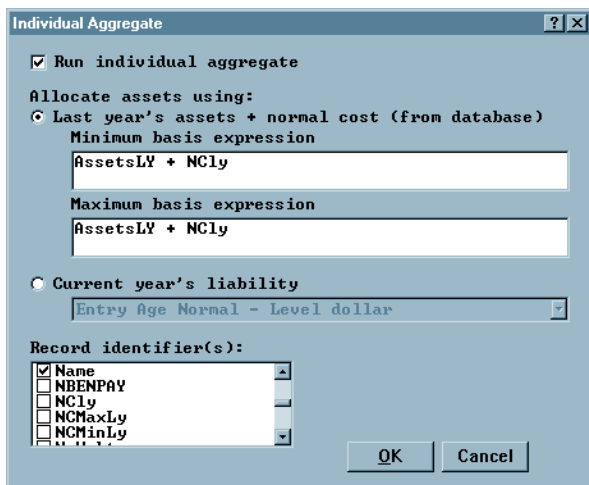 Individual Aggregate
Run individual aggregate
Allocate assets using:
Last year's assets + normal cost (from database)
Minimum basis expression
AssetsLY + NCly
Maximum basis expression
AssetsLY + NCly
Current year's liability
Entry Age Normal - Level dollar
Record identifier(s):
Name
NBENPAY
NCly
NCMaxLy
NCMinLy
OK Cancel